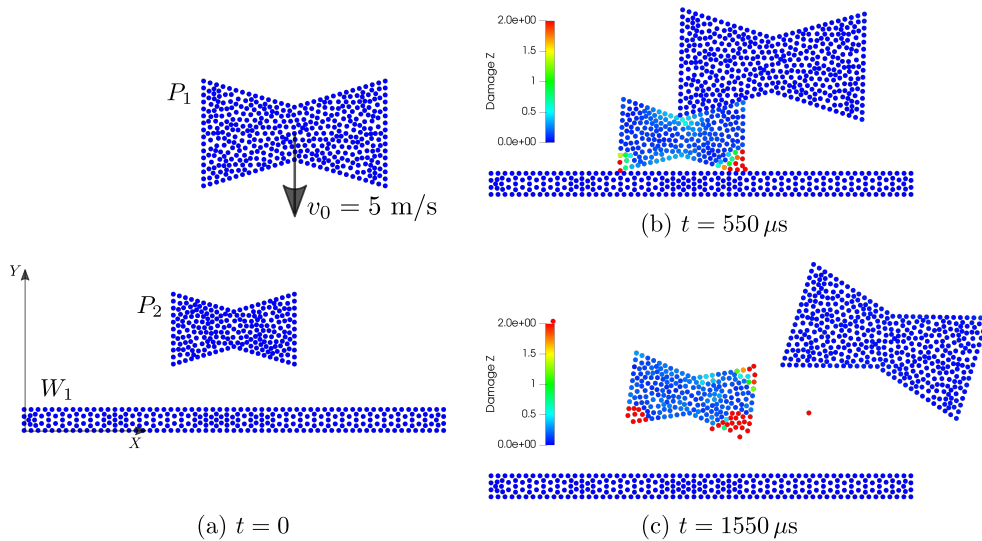 P₁
v₀ = 5 m/s
Y
P₂
W₁
X
(a) t = 0
2.0e+00
1.5
1
0.5
0.0e+00
Damage Z
(b) t = 550 μs
2.0e+00
1.5
1
0.5
0.0e+00
Damage Z
(c) t = 1550 μs